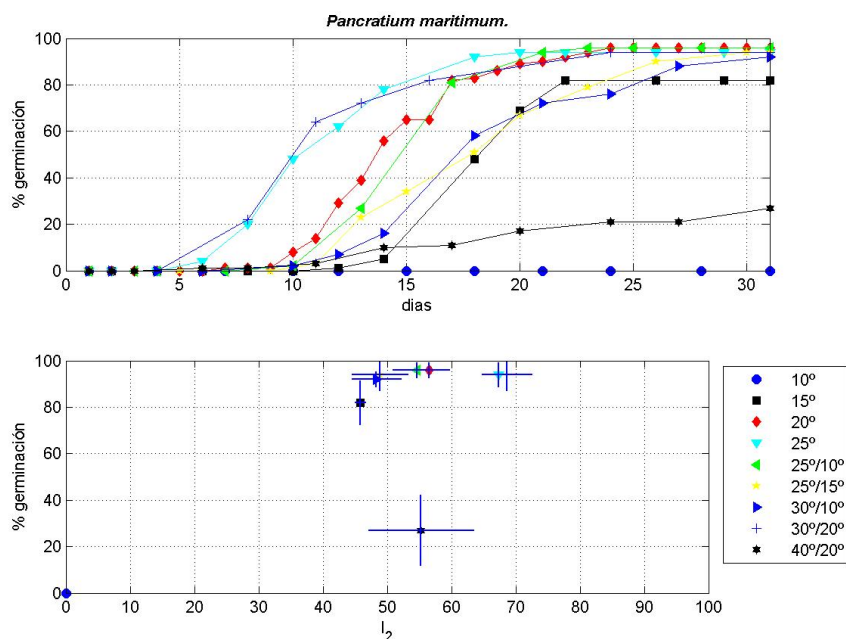 Pancratium maritimum.
100
80
60
40
20
0
% germinación
0 5 10 15 20 25 30
dias
100
80
60
40
20
0
% germinación
0 10 20 30 40 50 60 70 80 90 100
I2
10º
15º
20º
25º
25º/10º
25º/15º
30º/10º
30º/20º
40º/20º